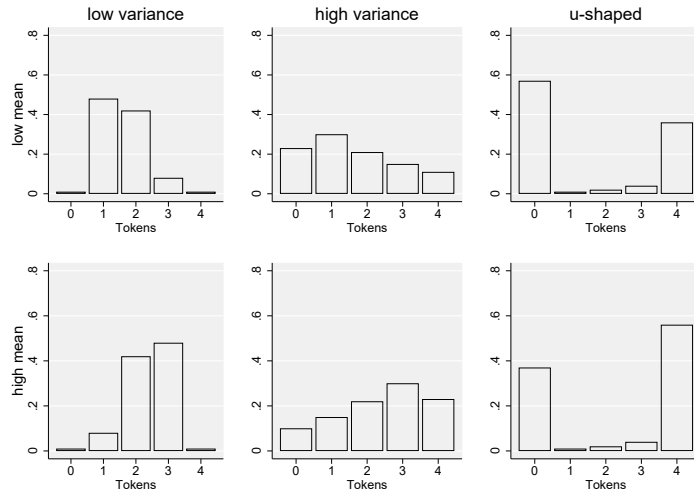 low variance high variance u-shaped
low mean
.8 .8 .8
.6 .6 .6
.4 .4 .4
.2 .2 .2
0 0 0
0 1 2 3 4 0 1 2 3 4 0 1 2 3 4
Tokens Tokens Tokens
high mean
.8 .8 .8
.6 .6 .6
.4 .4 .4
.2 .2 .2
0 0 0
0 1 2 3 4 0 1 2 3 4 0 1 2 3 4
Tokens Tokens Tokens